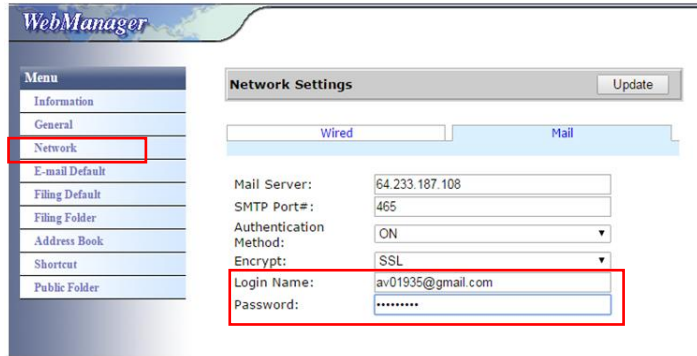 WebManager
Menu
Information
General
Network
E-mail Default
Filing Default
Filing Folder
Address Book
Shortcut
Public Folder
Network Settings
Update
Wired
Mail
Mail Server: 64.233.187.108
SMTP Port#: 465
Authentication
Method: ON
Encrypt: SSL
Login Name: av01935@gmail.com
Password: •••••••••